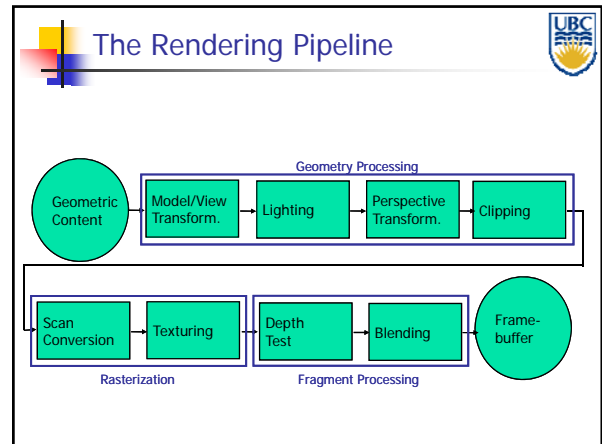 The Rendering Pipeline
UBC
Geometry Processing
Geometric
Content
Model/View
Transform.
Lighting
Perspective
Transform.
Clipping
Scan
Conversion
Texturing
Depth
Test
Blending
Frame-
buffer
Rasterization
Fragment Processing